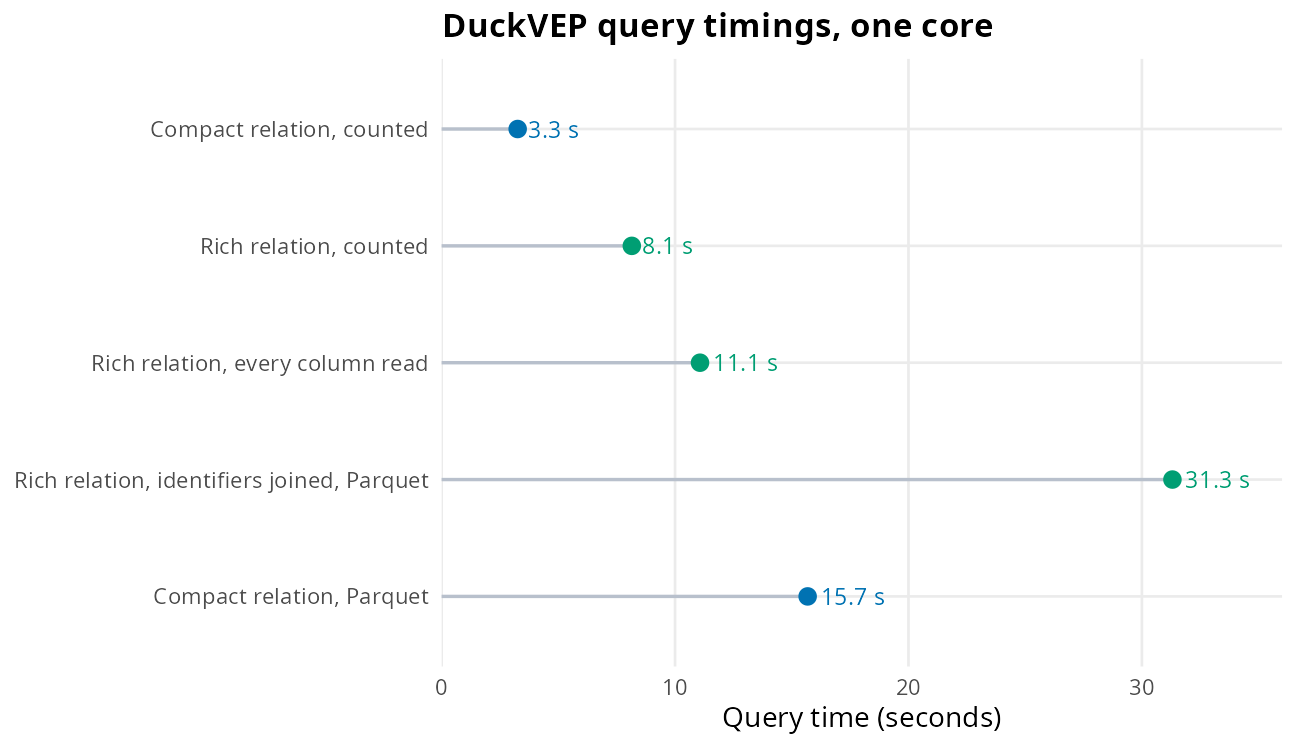 DuckVEP query timings, one core
Compact relation, counted
3.3 s
Rich relation, counted
8.1 s
Rich relation, every column read
11.1 s
Rich relation, identifiers joined, Parquet
31.3 s
Compact relation, Parquet
15.7 s
0 10 20 30
Query time (seconds)